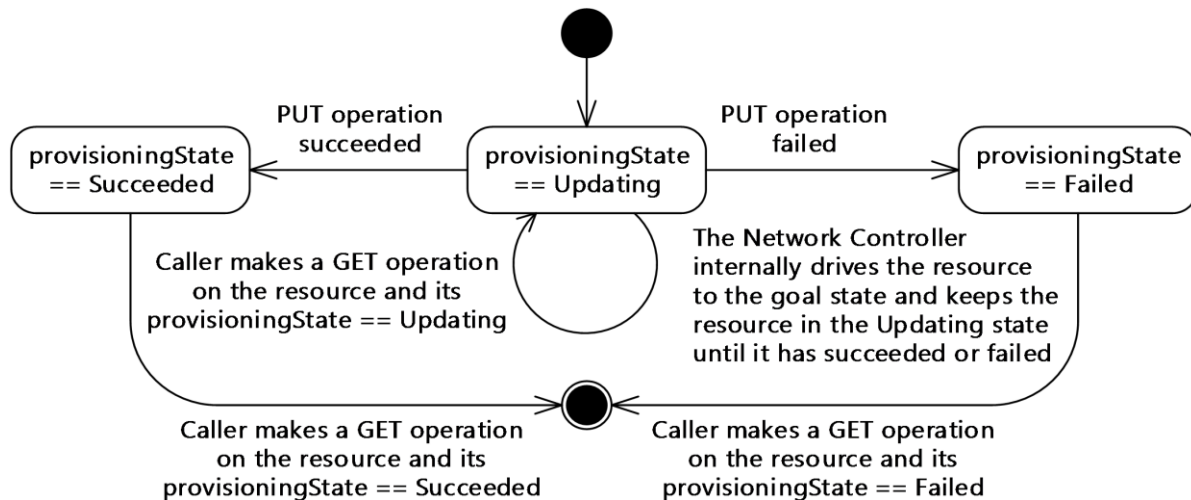 PUT operation
succeeded
PUT operation
failed
provisioningState
== Succeeded
provisioningState
== Updating
provisioningState
== Failed
Caller makes a GET operation
on the resource and its
provisioningState == Updating
The Network Controller
internally drives the resource
to the goal state and keeps the
resource in the Updating state
until it has succeeded or failed
Caller makes a GET operation
on the resource and its
provisioningState == Succeeded
Caller makes a GET operation
on the resource and its
provisioningState == Failed